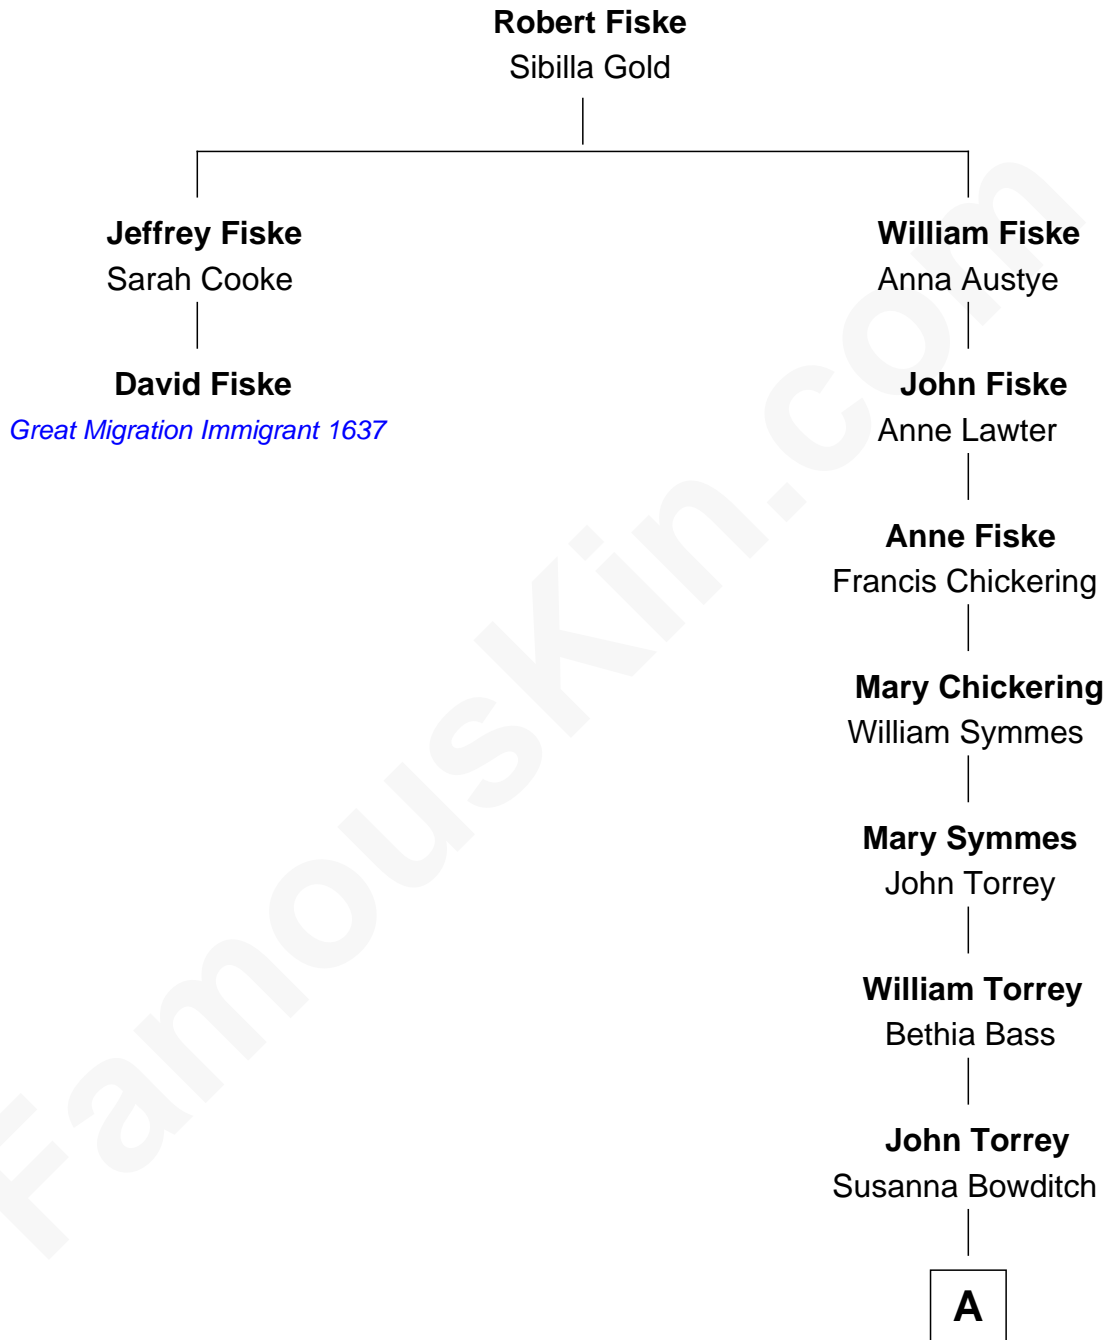 Robert Fiske
Sibilla Gold
Jeffrey Fiske
Sarah Cooke
William Fiske
Anna Austye
David Fiske
Great Migration Immigrant 1637
John Fiske
Anne Lawter
Anne Fiske
Francis Chickering
Mary Chickering
William Symmes
Mary Symmes
John Torrey
William Torrey
Bethia Bass
John Torrey
Susanna Bowditch
A
FamousKin.com